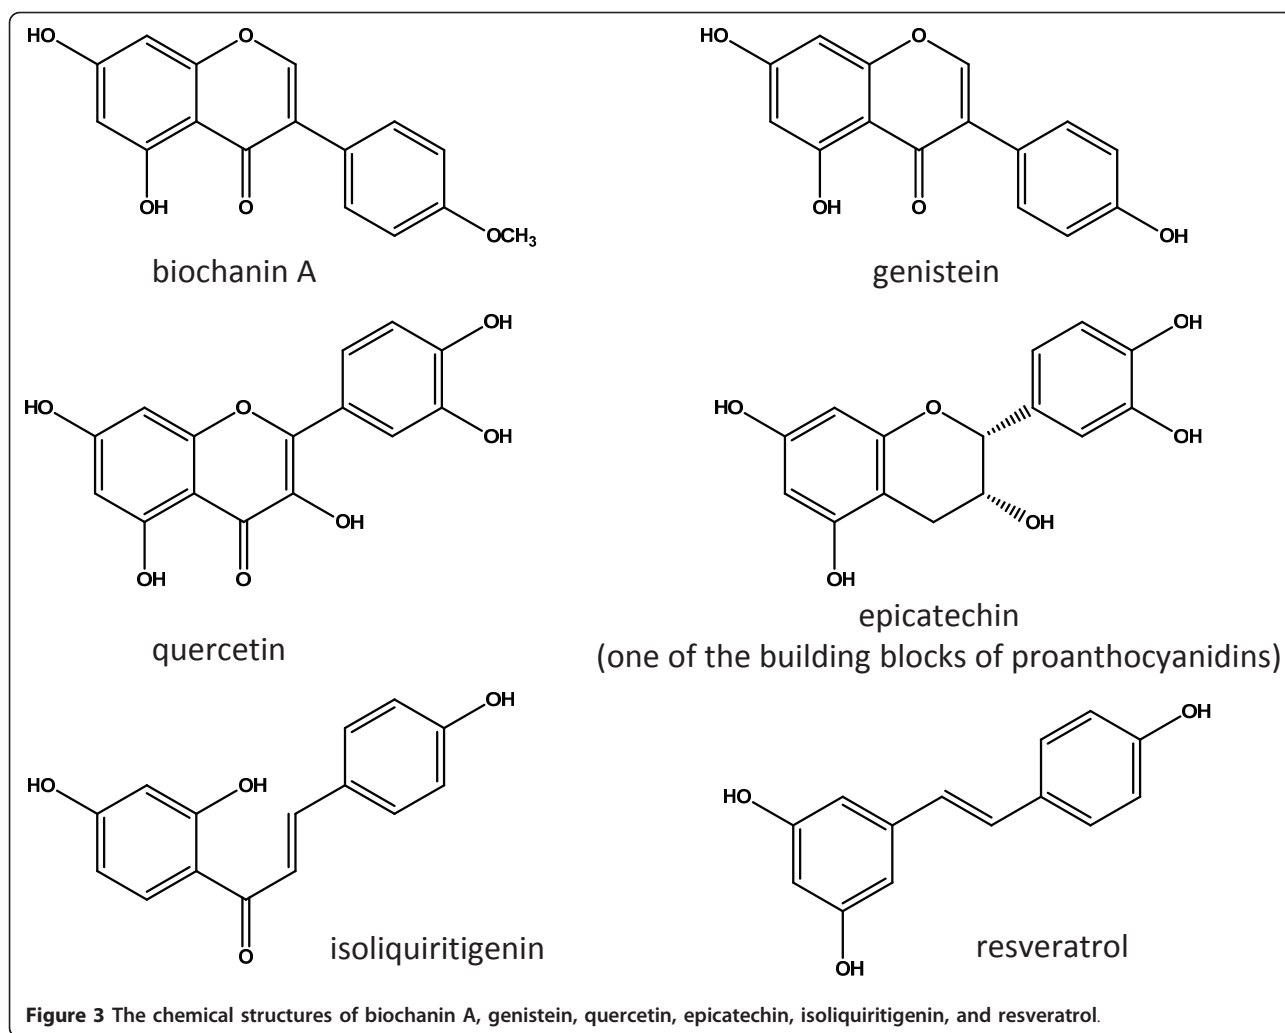 HO
O
OH
O
OCH3
biochanin A
HO
O
OH
O
OH
genistein
OH
HO
O
OH
OH
OH
O
quercetin
OH
HO
O
OH
OH
OH
epicatechin
(one of the building blocks of proanthocyanidins)
OH
HO
OH
O
isoliquiritigenin
OH
HO
OH
resveratrol
Figure 3 The chemical structures of biochanin A, genistein, quercetin, epicatechin, isoliquiritigenin, and resveratrol.